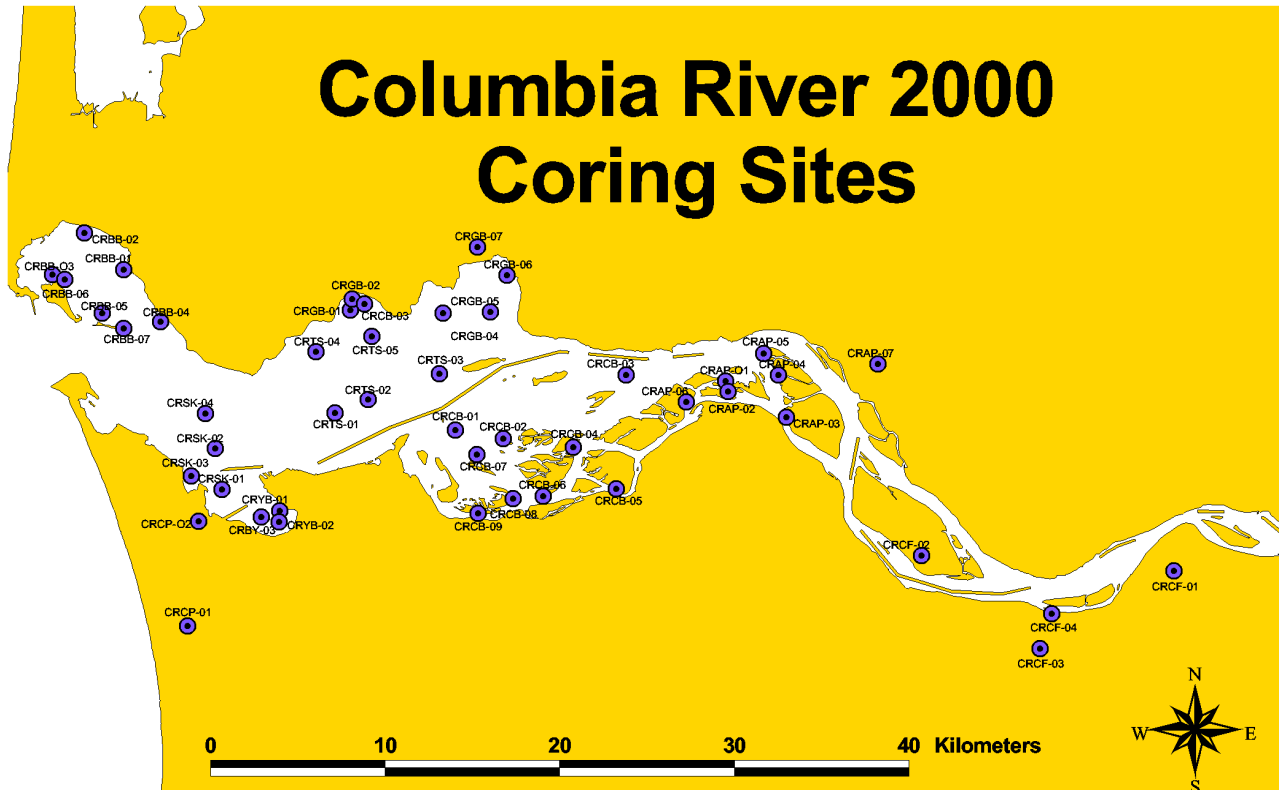 Columbia River 2000
Coring Sites
CRBB-02
CRGB-07
CRBB-01
CRBB-O3
CRGB-06
CRBB-06
CRGB-02
CRBB-05
CRGB-01
CRCB-03
CRGB-05
CRBB-04
CRBB-07
CRGB-04
CRTS-04
CRTS-05
CRAP-05
CRTS-03
CRCB-03
CRAP-O1
CRAP-04
CRAP-07
CRTS-02
CRAP-06
CRAP-02
CRSK-04
CRTS-01
CRCB-01
CRAP-03
CRSK-02
CRCB-02
CRCB-04
CRSK-03
CRCB-07
CRSK-01
CRCB-06
CRYB-01
CRCB-05
CRCP-O2
CRBY-03
CRYB-02
CRCB-08
CRCB-09
CRCF-02
CRCF-01
CRCP-01
CRCF-04
CRCF-03
N
W
E
S
0 10 20 30 40 Kilometers